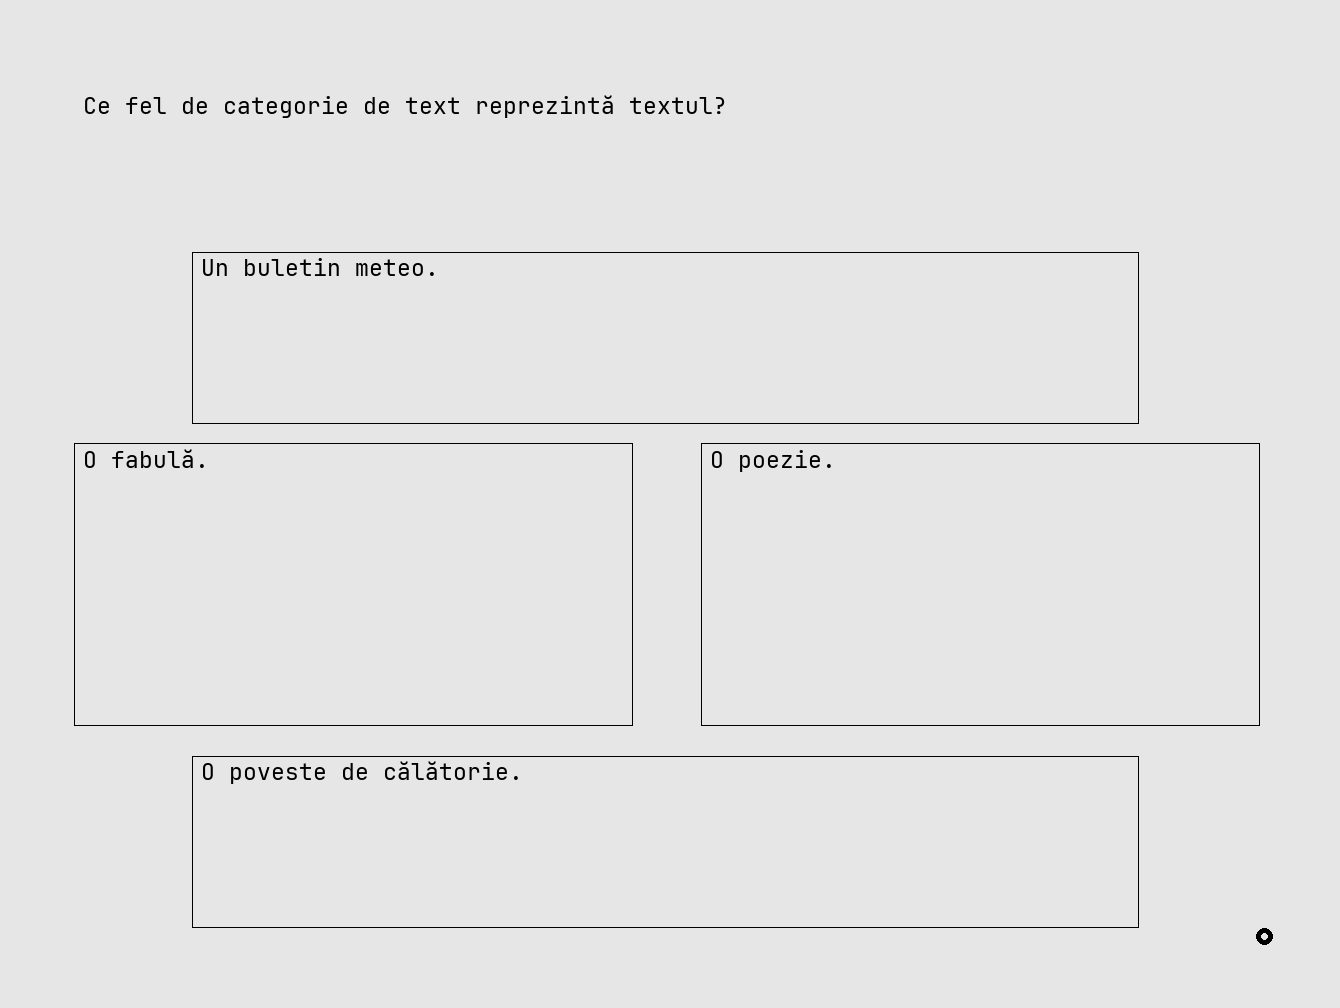 Ce fel de categorie de text reprezintă textul?
Un buletin meteo.
O fabulă.
O poezie.
O poveste de călătorie.